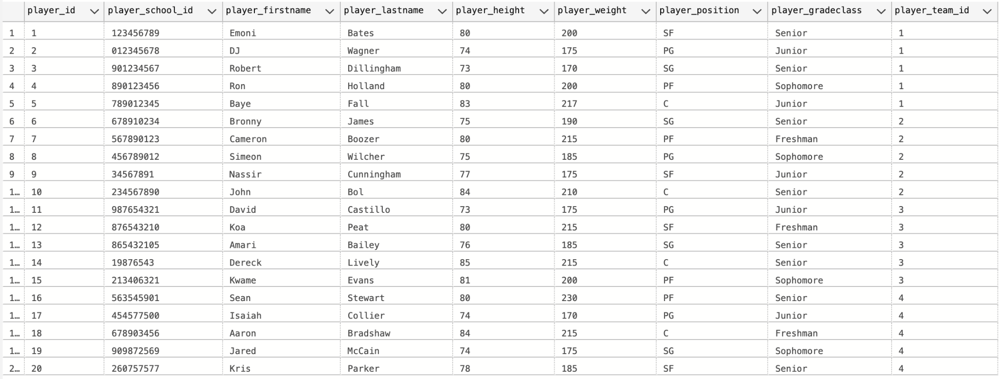 player_id player_school_id player_firstname player_lastname player_height player_weight player_position player_gradeclass player_team_id
1 1 123456789 Emoni Bates 80 200 SF Senior 1
2 2 012345678 DJ Wagner 74 175 PG Junior 1
3 3 901234567 Robert Dillingham 73 170 SG Senior 1
4 4 890123456 Ron Holland 80 200 PF Sophomore 1
5 5 789012345 Baye Fall 83 217 C Junior 1
6 6 678910234 Bronny James 75 190 SG Senior 2
7 7 567890123 Cameron Boozer 80 215 PF Freshman 2
8 8 456789012 Simeon Wilcher 75 185 PG Sophomore 2
9 9 34567891 Nassir Cunningham 77 175 SF Junior 2
1… 10 234567890 John Bol 84 210 C Senior 2
1… 11 987654321 David Castillo 73 175 PG Junior 3
1… 12 876543210 Koa Peat 80 215 SF Freshman 3
1… 13 865432105 Amari Bailey 76 185 SG Senior 3
1… 14 19876543 Dereck Lively 85 215 C Senior 3
1… 15 213406321 Kwame Evans 81 200 PF Sophomore 3
1… 16 563545901 Sean Stewart 80 230 PF Senior 4
1… 17 454577500 Isaiah Collier 74 170 PG Junior 4
1… 18 678903456 Aaron Bradshaw 84 215 C Freshman 4
1… 19 909872569 Jared McCain 74 175 SG Sophomore 4
2… 20 260757577 Kris Parker 78 185 SF Senior 4